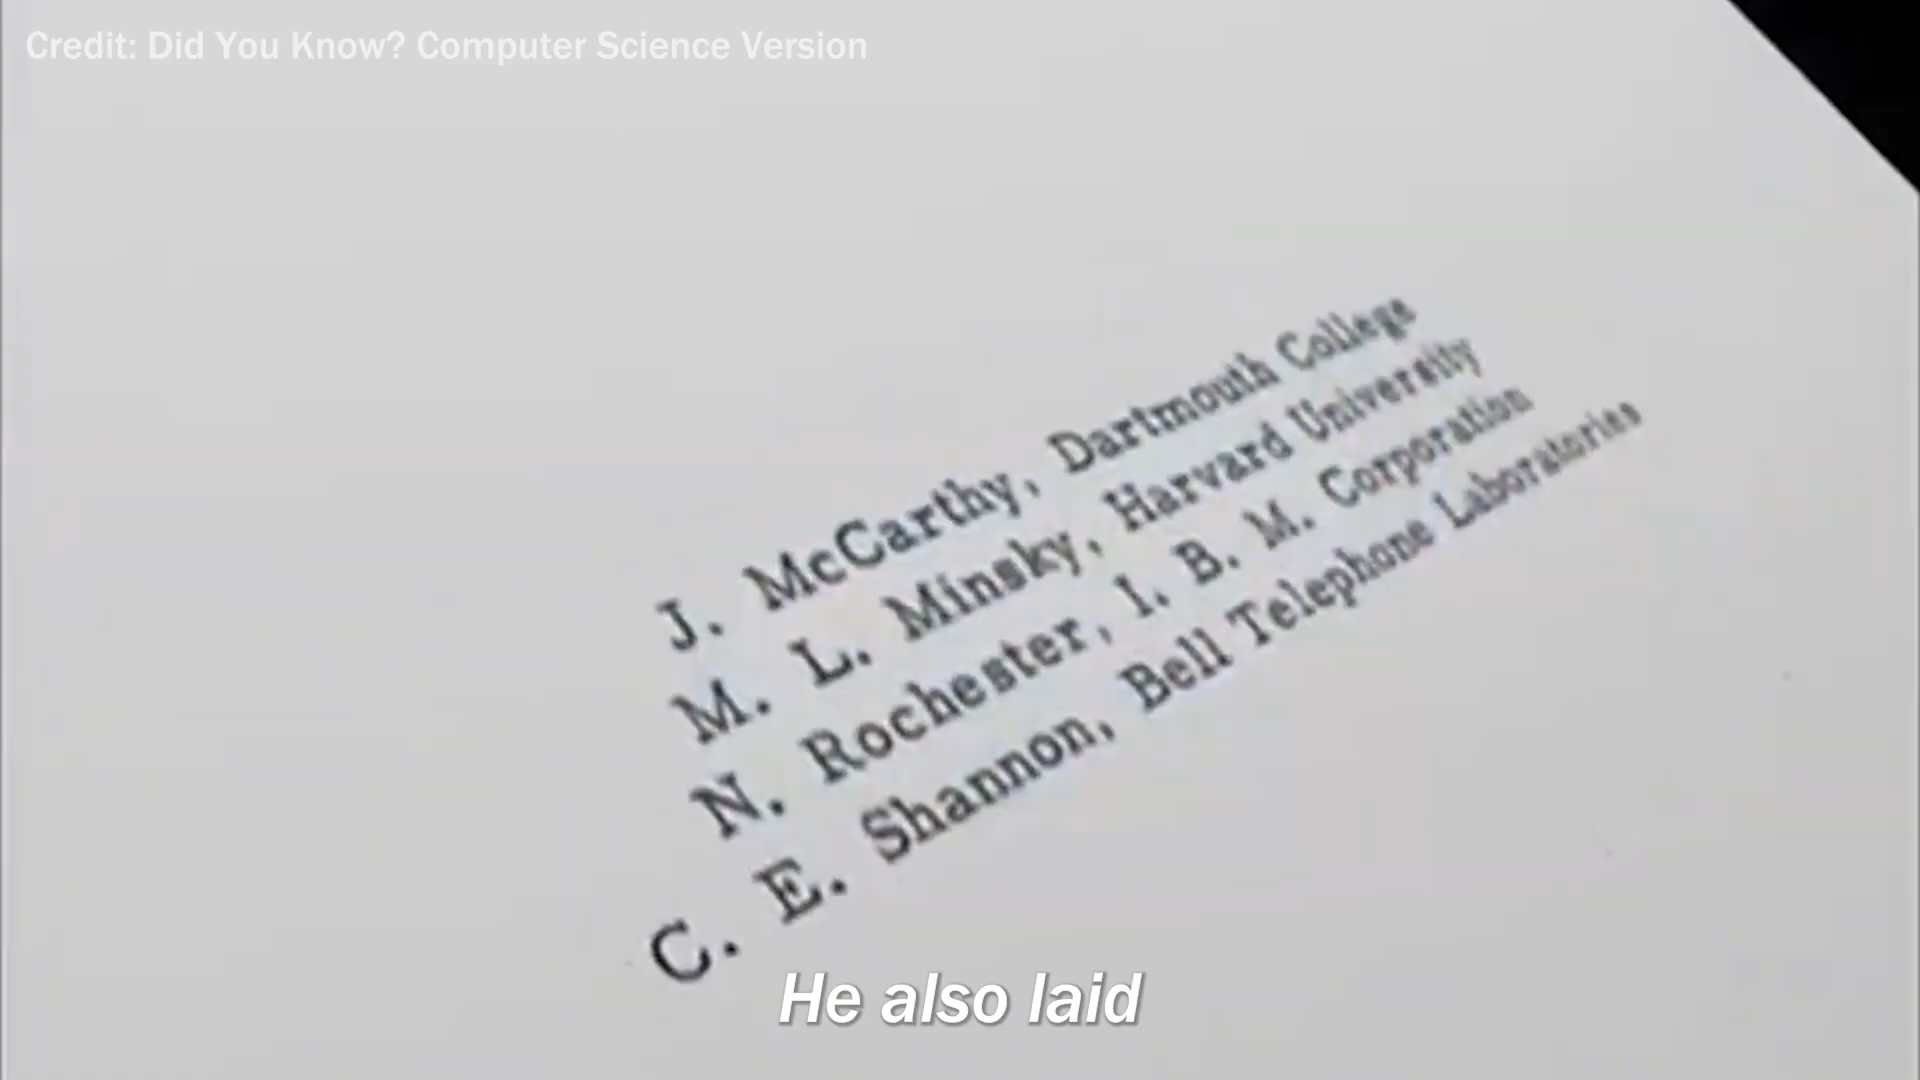 Credit: Did You Know? Computer Science Version
J. McCarthy, Dartmouth College
M. L. Minsky, Harvard University
N. Rochester, I. B. M. Corporation
C. E. Shannon, Bell Telephone Laboratories
He also laid